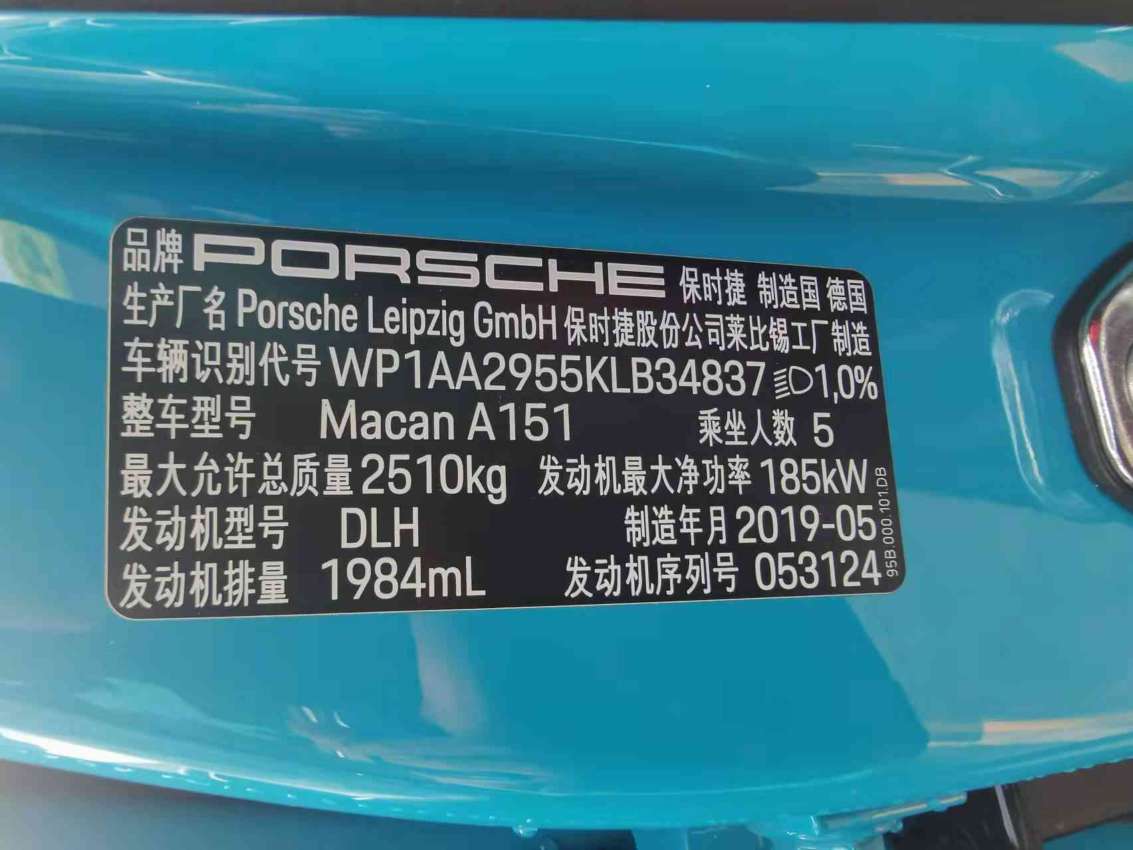 品牌 PORSCHE 保时捷 制造国 德国
生产厂名 Porsche Leipzig GmbH 保时捷股份公司莱比锡工厂制造
车辆识别代号 WP1AA2955KLB34837 1,0%
整车型号 Macan A151 乘坐人数 5
最大允许总质量 2510kg 发动机最大净功率 185kW
发动机型号 DLH 制造年月 2019-05
发动机排量 1984mL 发动机序列号 053124
95B.000.101.DB